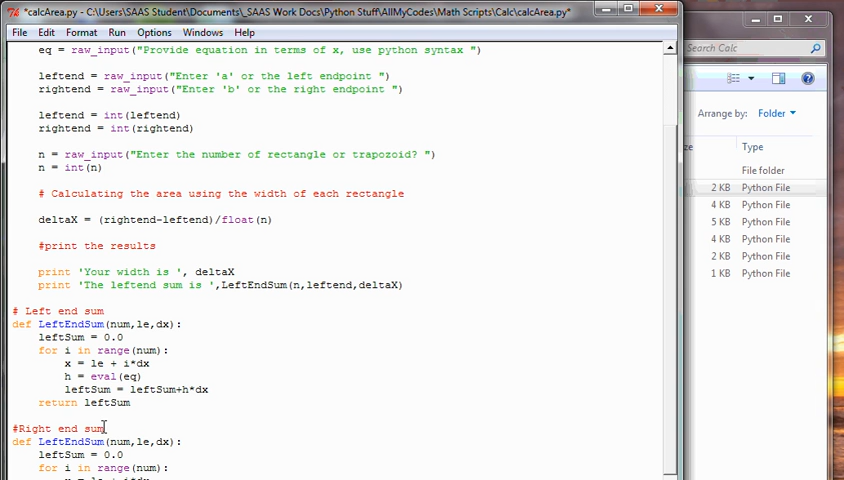 *calcArea.py - C:\Users\SAAS Student\Documents\_SAAS Work Docs\Python Stuff\AllMyCodes\Math Scripts\Calc\calcArea.py*
File Edit Format Run Options Windows Help
eq = raw_input("Provide equation in terms of x, use python syntax ")
leftend = raw_input("Enter 'a' or the left endpoint ")
rightend = raw_input("Enter 'b' or the right endpoint ")
leftend = int(leftend)
rightend = int(rightend)
n = raw_input("Enter the number of rectangle or trapozoid? ")
n = int(n)
# Calculating the area using the width of each rectangle
deltaX = (rightend-leftend)/float(n)
#print the results
print 'Your width is ', deltaX
print 'The leftend sum is ',LeftEndSum(n,leftend,deltaX)
# Left end sum
def LeftEndSum(num,le,dx):
leftSum = 0.0
for i in range(num):
x = le + i*dx
h = eval(eq)
leftSum = leftSum+h*dx
return leftSum
#Right end sum
def LeftEndSum(num,le,dx):
leftSum = 0.0
for i in range(num):
x = le + i*dx
Search Calc
Arrange by: Folder
ze Type
File folder
2 KB Python File
4 KB Python File
5 KB Python File
4 KB Python File
2 KB Python File
1 KB Python File